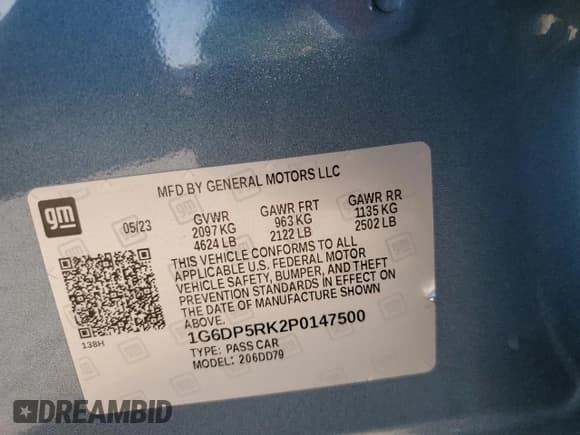 MFD BY GENERAL MOTORS LLC
gm
05/23
GVWR
2097 KG
4624 LB
GAWR FRT
963 KG
2122 LB
GAWR RR
1135 KG
2502 LB
THIS VEHICLE CONFORMS TO ALL
APPLICABLE U.S. FEDERAL MOTOR
VEHICLE SAFETY, BUMPER, AND THEFT
PREVENTION STANDARDS IN EFFECT ON
THE DATE OF MANUFACTURE SHOWN
ABOVE.
138H
1G6DP5RK2P0147500
TYPE: PASS CAR
MODEL: 206DD79
DREAMBID